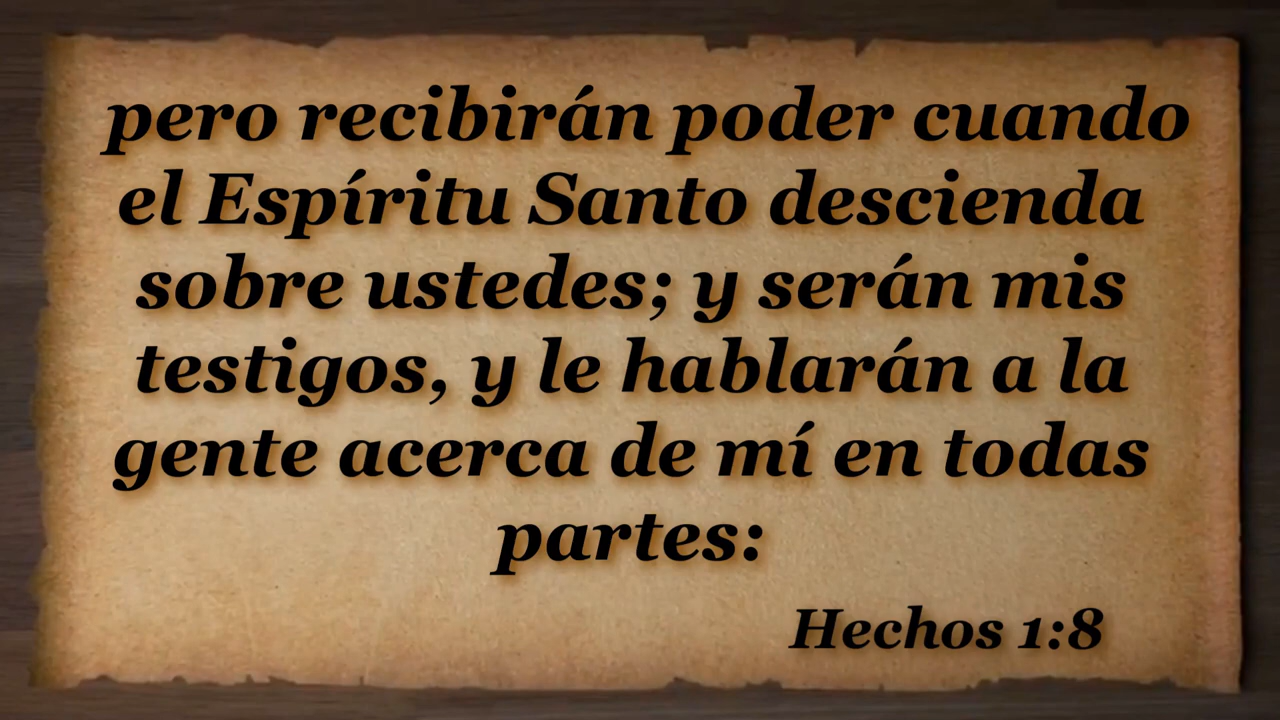 pero recibirán poder cuando
el Espíritu Santo descienda
sobre ustedes; y serán mis
testigos, y le hablarán a la
gente acerca de mí en todas
partes:
Hechos 1:8